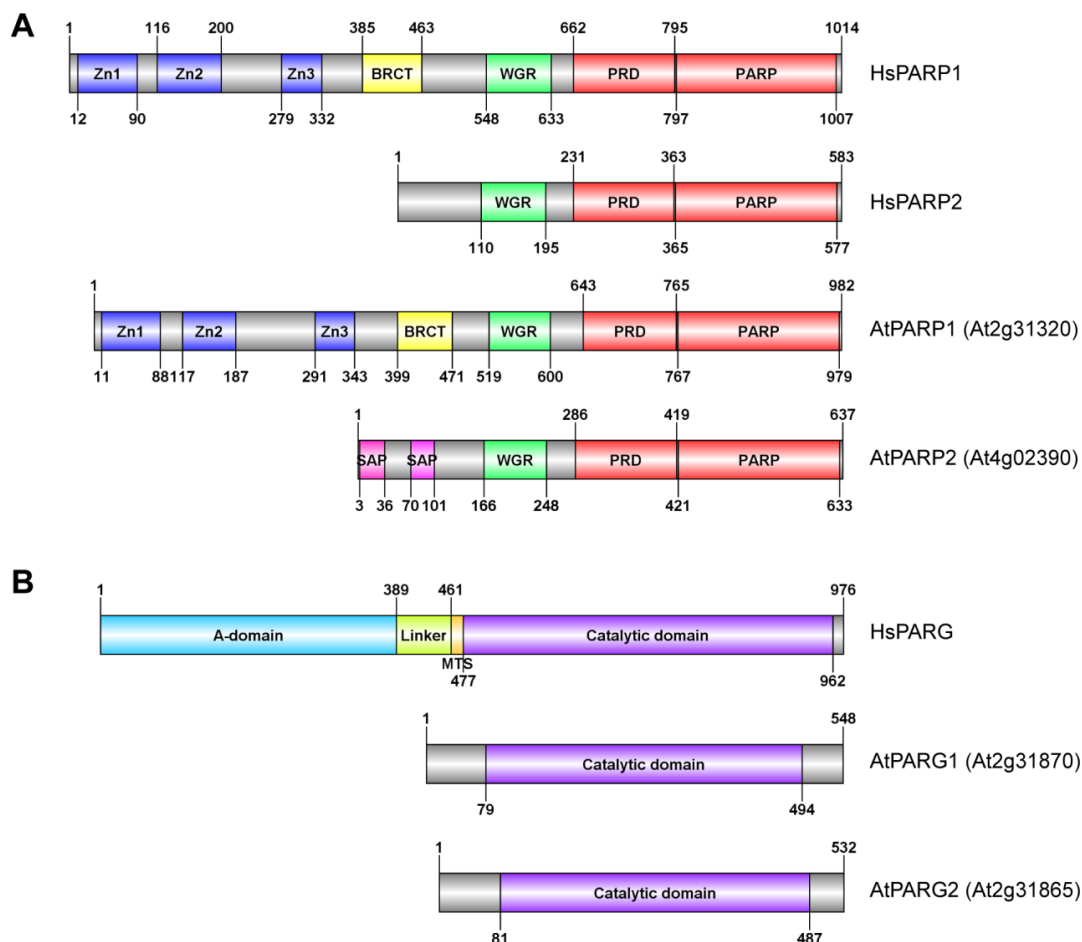 A
1 116 200 385 463 662 795 1014
Zn1 Zn2 Zn3 BRCT WGR PRD PARP HsPARP1
12 90 279 332 548 633 797 1007
1 231 363 583
WGR PRD PARP HsPARP2
110 195 365 577
1 643 765 982
Zn1 Zn2 Zn3 BRCT WGR PRD PARP AtPARP1 (At2g31320)
11 88 117 187 291 343 399 471 519 600 767 979
1 286 419 637
SAP SAP WGR PRD PARP AtPARP2 (At4g02390)
3 36 70 101 166 248 421 633
B
1 389 461 976
A-domain Linker Catalytic domain HsPARG
MTS
477 962
1 548
Catalytic domain AtPARG1 (At2g31870)
79 494
1 532
Catalytic domain AtPARG2 (At2g31865)
81 487